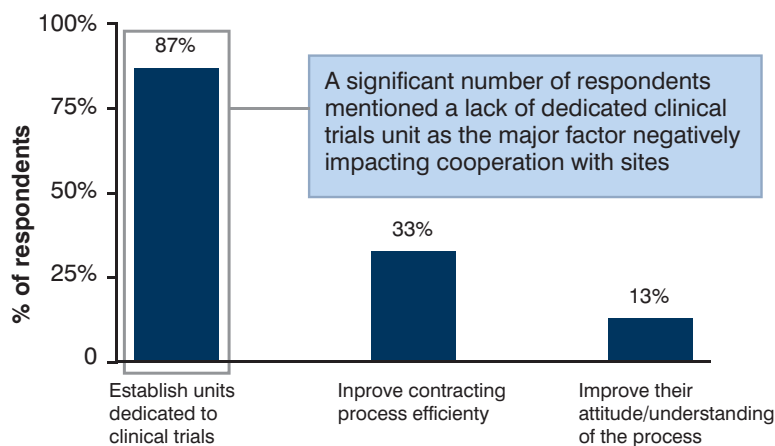 100%
87%
A significant number of respondents
mentioned a lack of dedicated clinical
trials unit as the major factor negatively
impacting cooperation with sites
75%
50%
33%
25%
13%
0
% of respondents
Establish units
dedicated to
clinical trials
Inprove contracting
process efficienty
Improve their
attitude/understanding
of the process